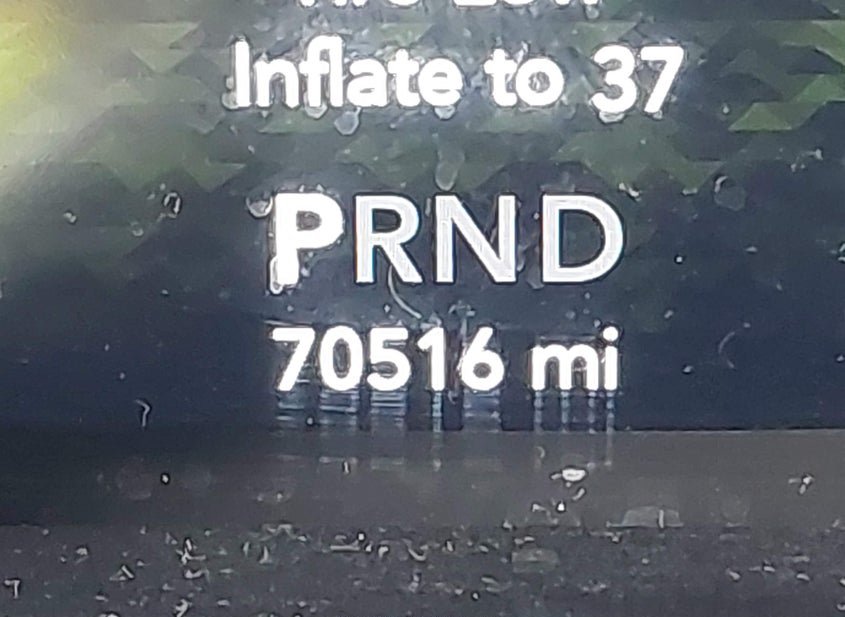 Inflate to 37
PRND
70516 mi